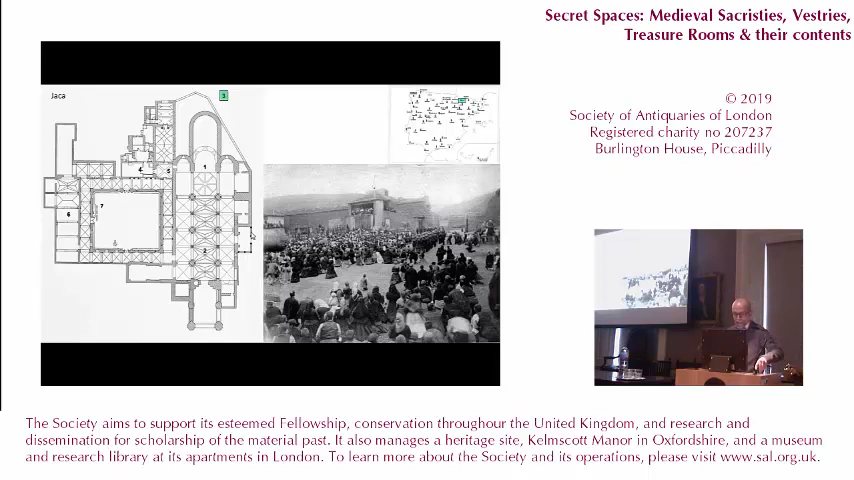 Secret Spaces: Medieval Sacristies, Vestries,
Treasure Rooms & their contents
Jaca
3
© 2019
Society of Antiquaries of London
Registered charity no 207237
Burlington House, Piccadilly
1
4
5
6
7
2
The Society aims to support its esteemed Fellowship, conservation throughour the United Kingdom, and research and
dissemination for scholarship of the material past. It also manages a heritage site, Kelmscott Manor in Oxfordshire, and a museum
and research library at its apartments in London. To learn more about the Society and its operations, please visit www.sal.org.uk.